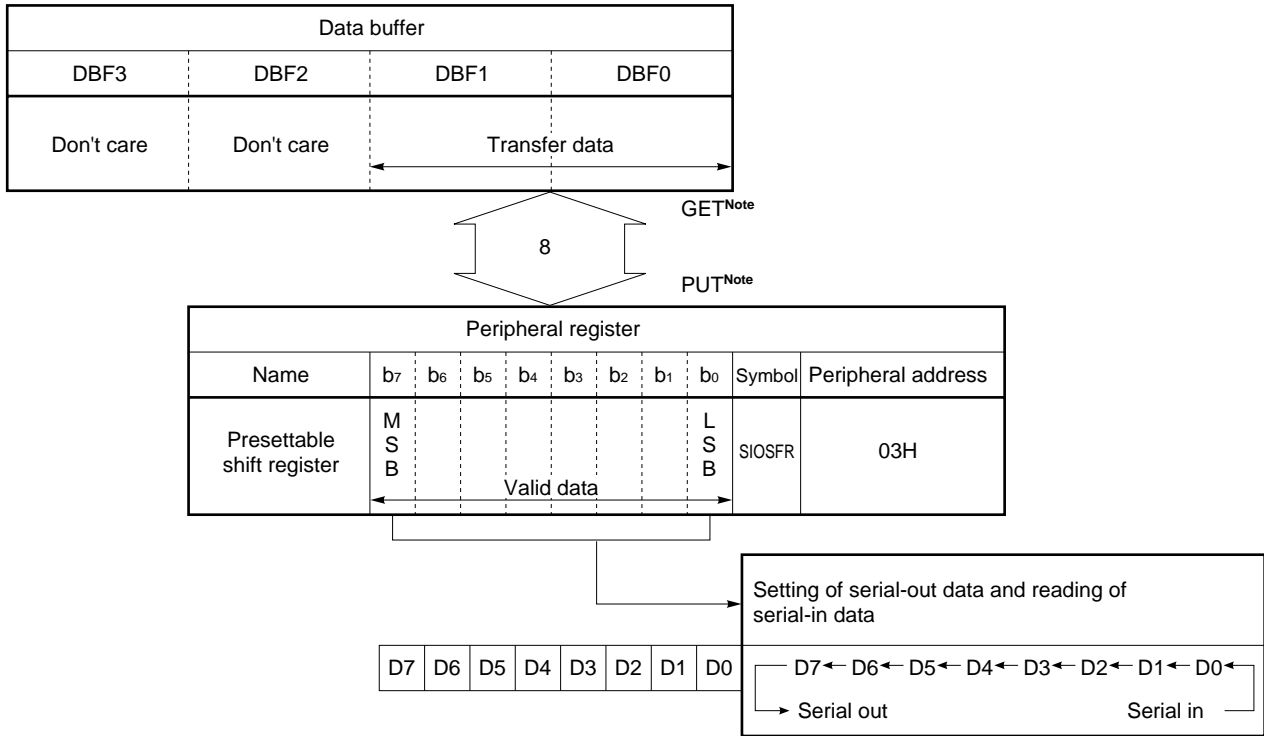 Data buffer
DBF3 DBF2 DBF1 DBF0
Don't care Don't care Transfer data
GETNote
8
PUTNote
Peripheral register
Name b7 b6 b5 b4 b3 b2 b1 b0 Symbol Peripheral address
Presettable
shift register
M
S
B
L
S
B
SIOSFR
03H
Valid data
Setting of serial-out data and reading of
serial-in data
D7 D6 D5 D4 D3 D2 D1 D0
D7 D6 D5 D4 D3 D2 D1 D0
Serial out Serial in